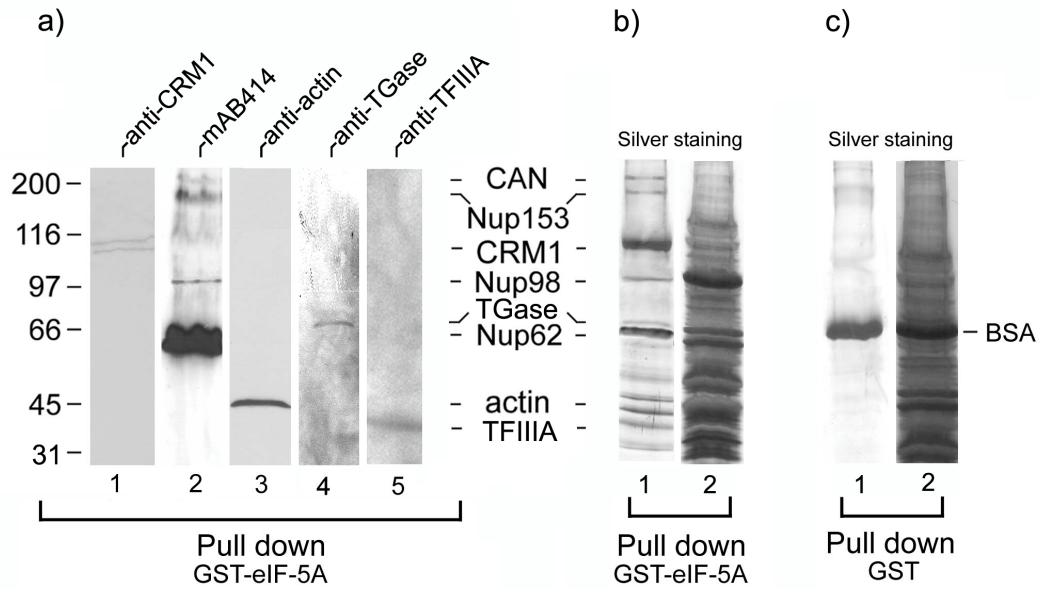 a)
anti-CRM1
mAB414
anti-actin
anti-TGase
anti-TFIIIA
200
116
97
66
45
31
1 2 3 4 5
Pull down
GST-eIF-5A
CAN
Nup153
CRM1
Nup98
TGase
Nup62
actin
TFIIIA
b)
Silver staining
1 2
Pull down
GST-eIF-5A
c)
Silver staining
BSA
1 2
Pull down
GST